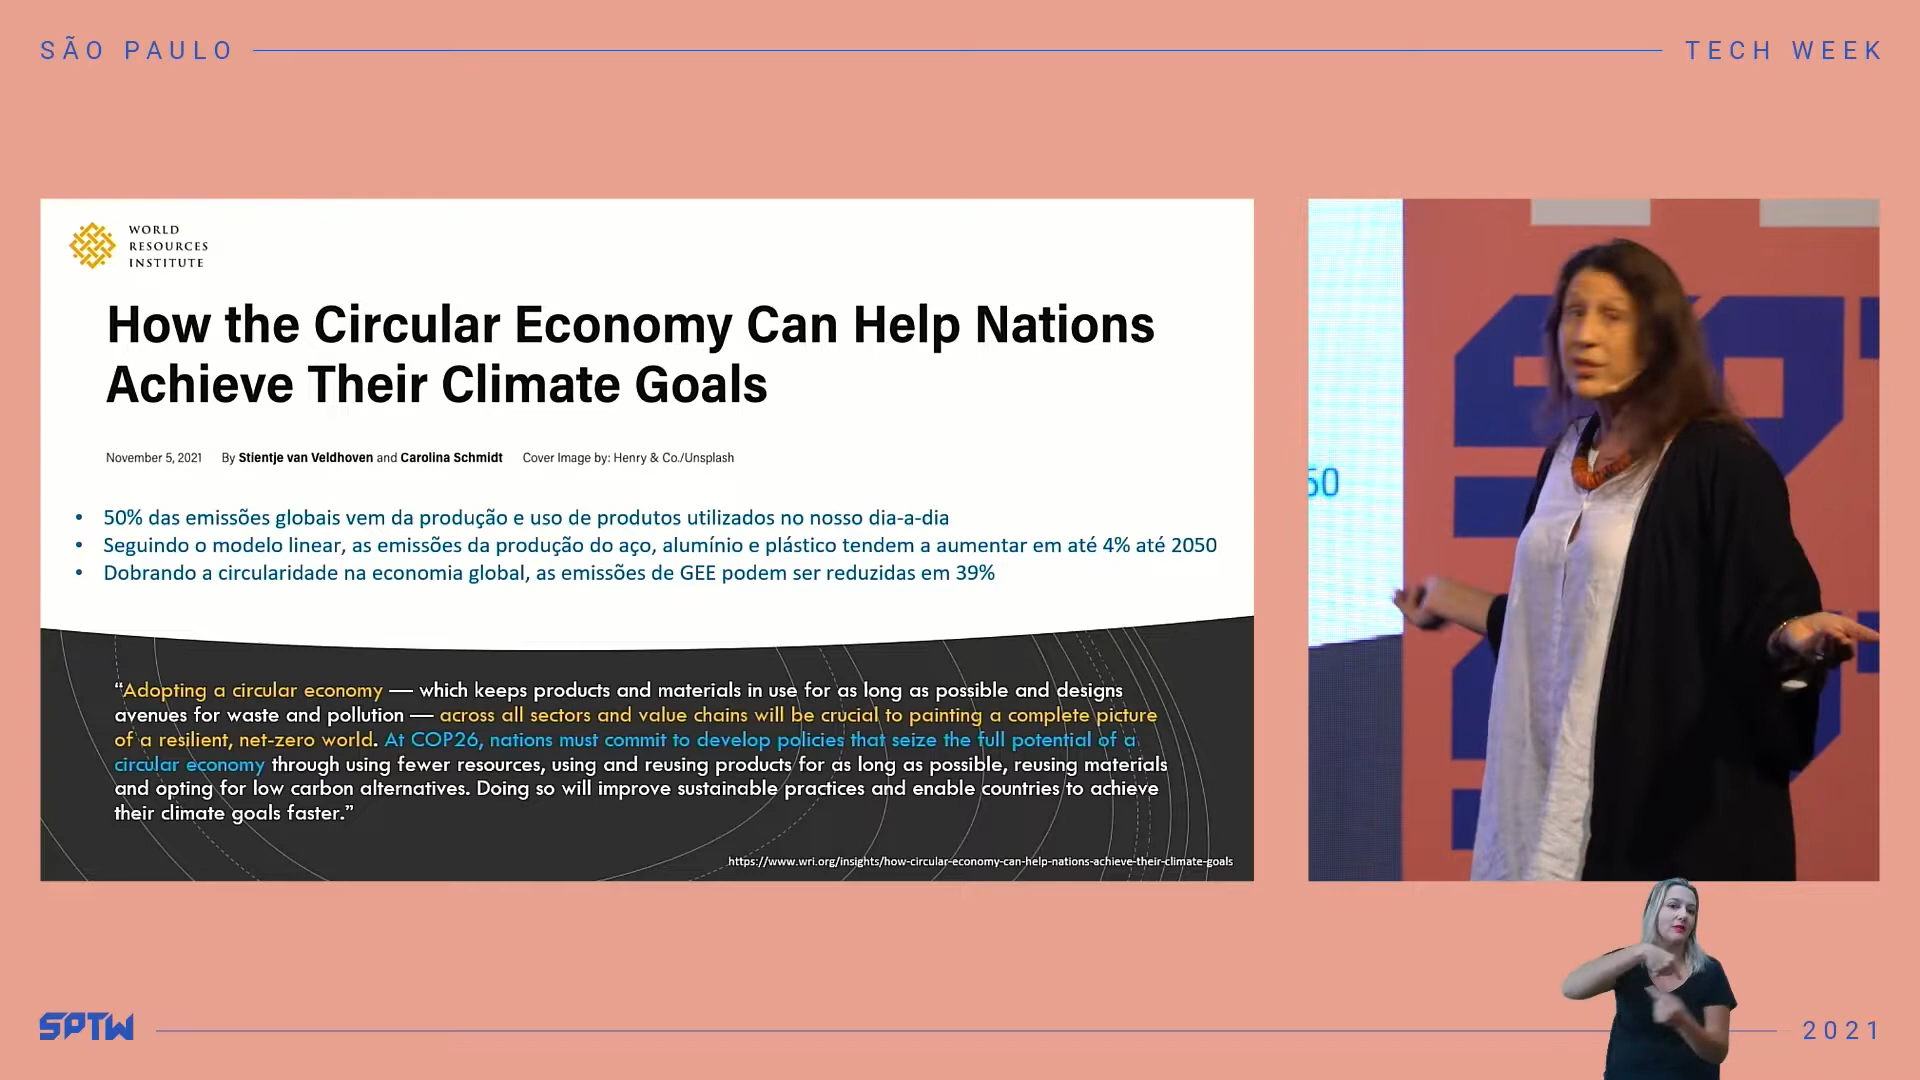 SÃO PAULO
TECH WEEK
WORLD
RESOURCES
INSTITUTE
How the Circular Economy Can Help Nations
Achieve Their Climate Goals
November 5, 2021 By Stientje van Veldhoven and Carolina Schmidt Cover Image by: Henry & Co./Unsplash
• 50% das emissões globais vem da produção e uso de produtos utilizados no nosso dia-a-dia
• Seguindo o modelo linear, as emissões da produção do aço, alumínio e plástico tendem a aumentar em até 4% até 2050
• Dobrando a circularidade na economia global, as emissões de GEE podem ser reduzidas em 39%
“Adopting a circular economy — which keeps products and materials in use for as long as possible and designs
avenues for waste and pollution — across all sectors and value chains will be crucial to painting a complete picture
of a resilient, net-zero world. At COP26, nations must commit to develop policies that seize the full potential of a
circular economy through using fewer resources, using and reusing products for as long as possible, reusing materials
and opting for low carbon alternatives. Doing so will improve sustainable practices and enable countries to achieve
their climate goals faster.”
https://www.wri.org/insights/how-circular-economy-can-help-nations-achieve-their-climate-goals
50
SPTW
2021